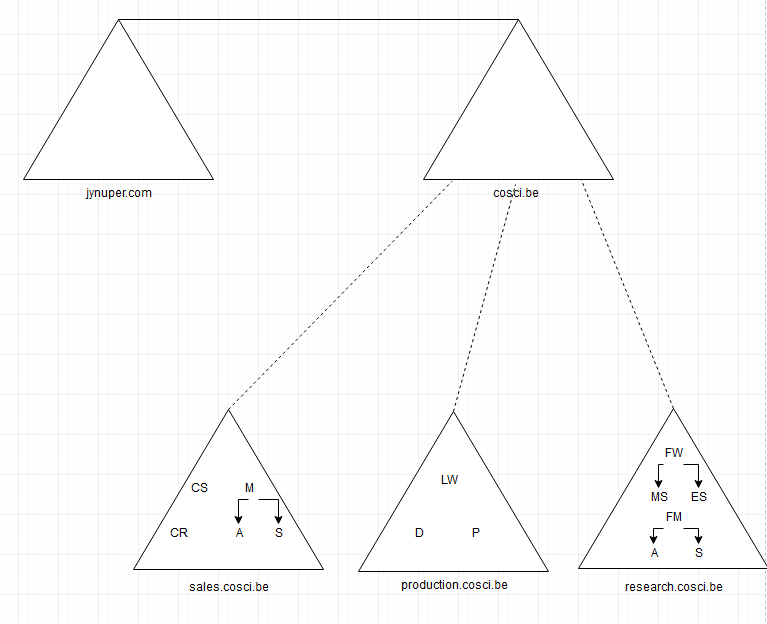 jynuper.com
cosci.be
CS M
CR A S
sales.cosci.be
LW
D P
production.cosci.be
FW
MS ES
FM
A S
research.cosci.be